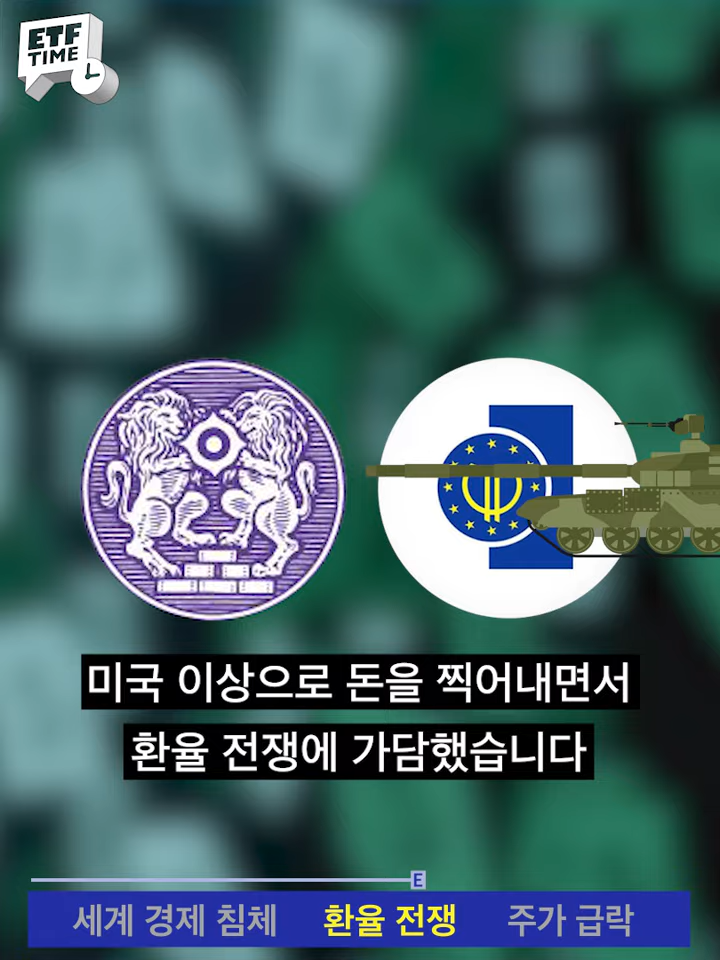 ETF
TIME
미국 이상으로 돈을 찍어내면서
환율 전쟁에 가담했습니다
E
세계 경제 침체 환율 전쟁 주가 급락